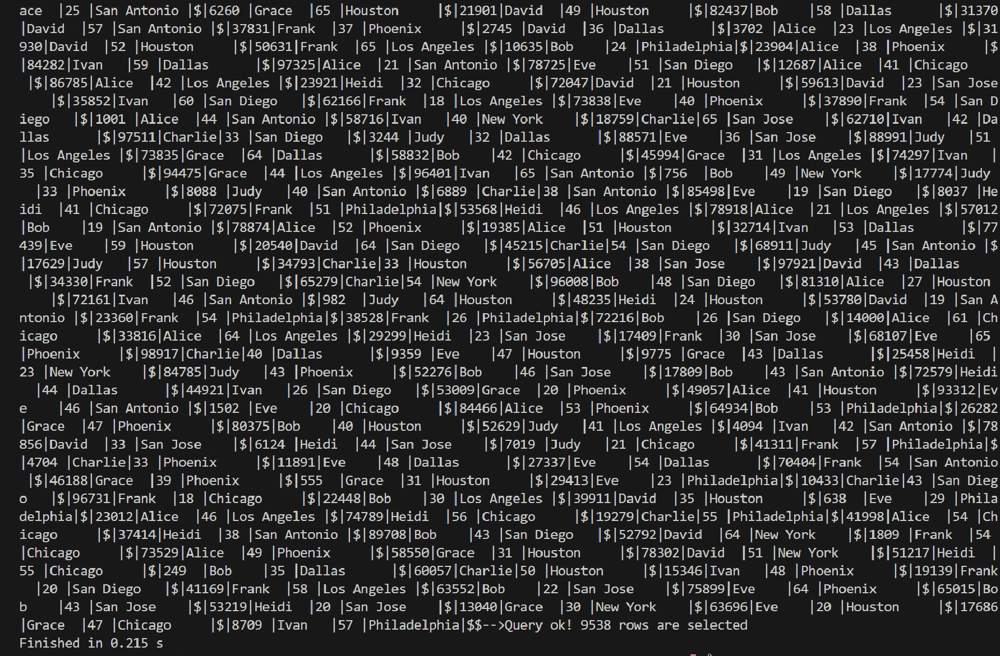 ace  |25 |San Antonio |$|6260 |Grace  |65 |Houston     |$|21901|David  |49 |Houston     |$|82437|Bob    |58 |Dallas      |$|31370
|David  |57 |San Antonio |$|37831|Frank  |37 |Phoenix     |$|2745 |David  |36 |Dallas      |$|3702 |Alice  |23 |Los Angeles |$|31
930|David  |52 |Houston     |$|50631|Frank  |65 |Los Angeles |$|10635|Bob    |24 |Philadelphia|$|23904|Alice  |38 |Phoenix     |$
|84282|Ivan   |59 |Dallas      |$|97325|Alice  |21 |San Antonio |$|78725|Eve    |51 |San Diego   |$|12687|Alice  |41 |Chicago
|$|86785|Alice  |42 |Los Angeles |$|23921|Heidi  |32 |Chicago     |$|72047|David  |21 |Houston     |$|59613|David  |23 |San Jose
|$|35852|Ivan   |60 |San Diego   |$|62166|Frank  |18 |Los Angeles |$|73838|Eve    |40 |Phoenix     |$|37890|Frank  |54 |San D
iego   |$|1001 |Alice  |44 |San Antonio |$|58716|Ivan   |40 |New York    |$|18759|Charlie|65 |San Jose    |$|62710|Ivan   |42 |Da
llas      |$|97511|Charlie|33 |San Diego   |$|3244 |Judy   |32 |Dallas      |$|88571|Eve    |36 |San Jose    |$|88991|Judy   |51
|Los Angeles |$|73835|Grace  |64 |Dallas      |$|58832|Bob    |42 |Chicago     |$|45994|Grace  |31 |Los Angeles |$|74297|Ivan   |
35 |Chicago     |$|94475|Grace  |44 |Los Angeles |$|96401|Ivan   |65 |San Antonio |$|756  |Bob    |49 |New York    |$|17774|Judy
|33 |Phoenix     |$|8088 |Judy   |40 |San Antonio |$|6889 |Charlie|38 |San Antonio |$|85498|Eve    |19 |San Diego   |$|8037 |He
idi  |41 |Chicago     |$|72075|Frank  |51 |Philadelphia|$|53568|Heidi  |46 |Los Angeles |$|78918|Alice  |21 |Los Angeles |$|57012
|Bob    |19 |San Antonio |$|78874|Alice  |52 |Phoenix     |$|19385|Alice  |51 |Houston     |$|32714|Ivan   |53 |Dallas      |$|77
439|Eve    |59 |Houston     |$|20540|David  |64 |San Diego   |$|45215|Charlie|54 |San Diego   |$|68911|Judy   |45 |San Antonio |$
|17629|Judy   |57 |Houston     |$|34793|Charlie|33 |Houston     |$|56705|Alice  |38 |San Jose    |$|97921|David  |43 |Dallas
|$|34330|Frank  |52 |San Diego   |$|65279|Charlie|54 |New York    |$|96008|Bob    |48 |San Diego   |$|81310|Alice  |27 |Houston
|$|72161|Ivan   |46 |San Antonio |$|982  |Judy   |64 |Houston     |$|48235|Heidi  |24 |Houston     |$|53780|David  |19 |San A
ntonio |$|23360|Frank  |54 |Philadelphia|$|38528|Frank  |26 |Philadelphia|$|72216|Bob    |26 |San Diego   |$|14000|Alice  |61 |Ch
icago     |$|33816|Alice  |64 |Los Angeles |$|29299|Heidi  |23 |San Jose    |$|17409|Frank  |30 |San Jose    |$|68107|Eve    |65
|Phoenix     |$|98917|Charlie|40 |Dallas      |$|9359 |Eve    |47 |Houston     |$|9775 |Grace  |43 |Dallas      |$|25458|Heidi  |
23 |New York    |$|84785|Judy   |43 |Phoenix     |$|52276|Bob    |46 |San Jose    |$|17809|Bob    |43 |San Antonio |$|72579|Heidi
|44 |Dallas      |$|44921|Ivan   |26 |San Diego   |$|53009|Grace  |20 |Phoenix     |$|49057|Alice  |41 |Houston     |$|93312|Ev
e    |46 |San Antonio |$|1502 |Eve    |20 |Chicago     |$|84466|Alice  |53 |Phoenix     |$|64934|Bob    |53 |Philadelphia|$|26282
|Grace  |47 |Phoenix     |$|80375|Bob    |40 |Houston     |$|52629|Judy   |41 |Los Angeles |$|4094 |Ivan   |42 |San Antonio |$|78
856|David  |33 |San Jose    |$|6124 |Heidi  |44 |San Jose    |$|7019 |Judy   |21 |Chicago     |$|41311|Frank  |57 |Philadelphia|$
|4704 |Charlie|33 |Phoenix     |$|11891|Eve    |48 |Dallas      |$|27337|Eve    |54 |Dallas      |$|70404|Frank  |54 |San Antonio
|$|46188|Grace  |39 |Phoenix     |$|555  |Grace  |31 |Houston     |$|29413|Eve    |23 |Philadelphia|$|10433|Charlie|43 |San Dieg
o   |$|96731|Frank  |18 |Chicago     |$|22448|Bob    |30 |Los Angeles |$|39911|David  |35 |Houston     |$|638  |Eve    |29 |Phila
delphia|$|23012|Alice  |46 |Los Angeles |$|74789|Heidi  |56 |Chicago     |$|19279|Charlie|55 |Philadelphia|$|41998|Alice  |54 |Ch
icago     |$|37414|Heidi  |38 |San Antonio |$|89708|Bob    |43 |San Diego   |$|52792|David  |64 |New York    |$|1809 |Frank  |54
|Chicago     |$|73529|Alice  |49 |Phoenix     |$|58550|Grace  |31 |Houston     |$|78302|David  |51 |New York    |$|51217|Heidi  |
55 |Chicago     |$|249  |Bob    |35 |Dallas      |$|60057|Charlie|50 |Houston     |$|15346|Ivan   |48 |Phoenix     |$|19139|Frank
|20 |San Diego   |$|41169|Frank  |58 |Los Angeles |$|63552|Bob    |22 |San Jose    |$|75899|Eve    |64 |Phoenix     |$|65015|Bo
b    |43 |San Jose    |$|53219|Heidi  |20 |San Jose    |$|13040|Grace  |30 |New York    |$|63696|Eve    |20 |Houston     |$|17686
|Grace  |47 |Chicago     |$|8709 |Ivan   |57 |Philadelphia|$$-->Query ok! 9538 rows are selected
Finished in 0.215 s